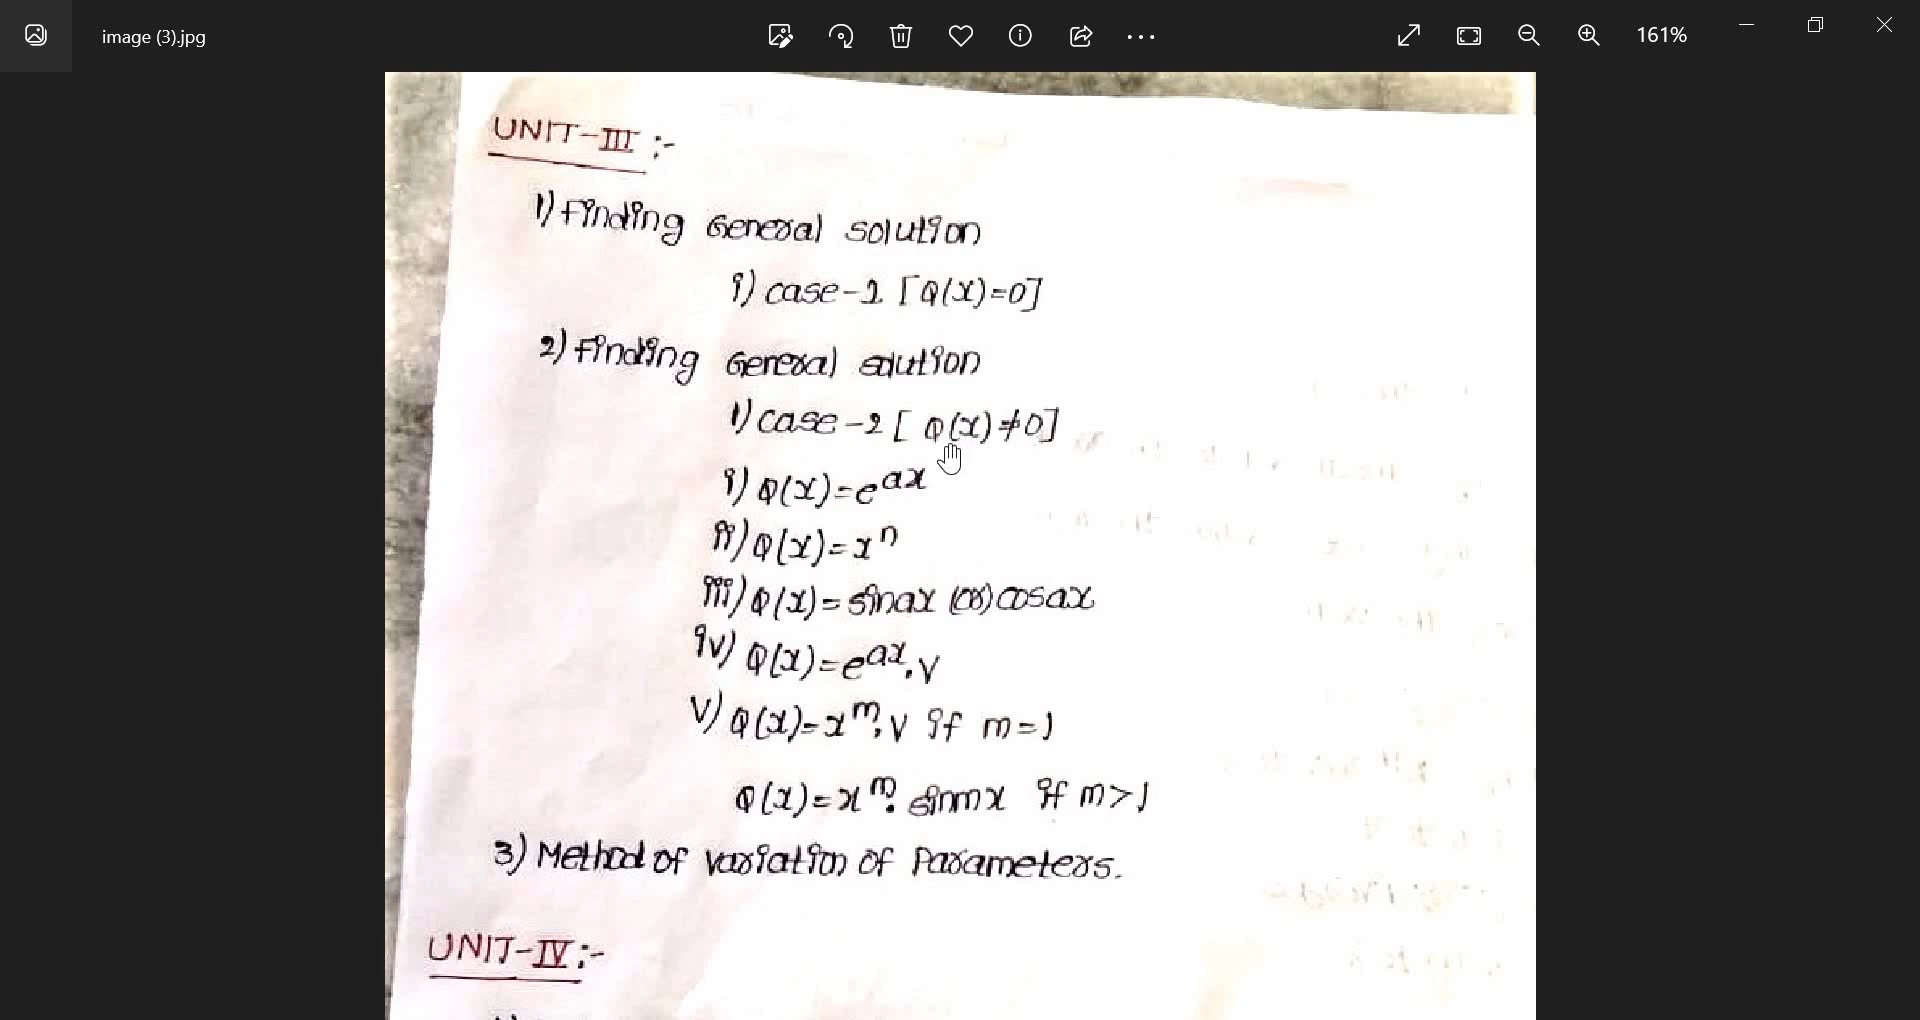 image (3).jpg
161%
UNIT-III :-
1) Finding General solution
i) case-1 [Q(x)=0]
2) Finding General solution
1) case-2 [Q(x)≠0]
i) Q(x)=e^ax
ii) Q(x)=x^n
iii) Q(x)=sinax (or) cosax
iv) Q(x)=e^ax.v
v) Q(x)=x^m.v if m=1
Q(x)=x^m. sinmx if m>1
3) Method of variation of Parameters.
UNIT-IV:-